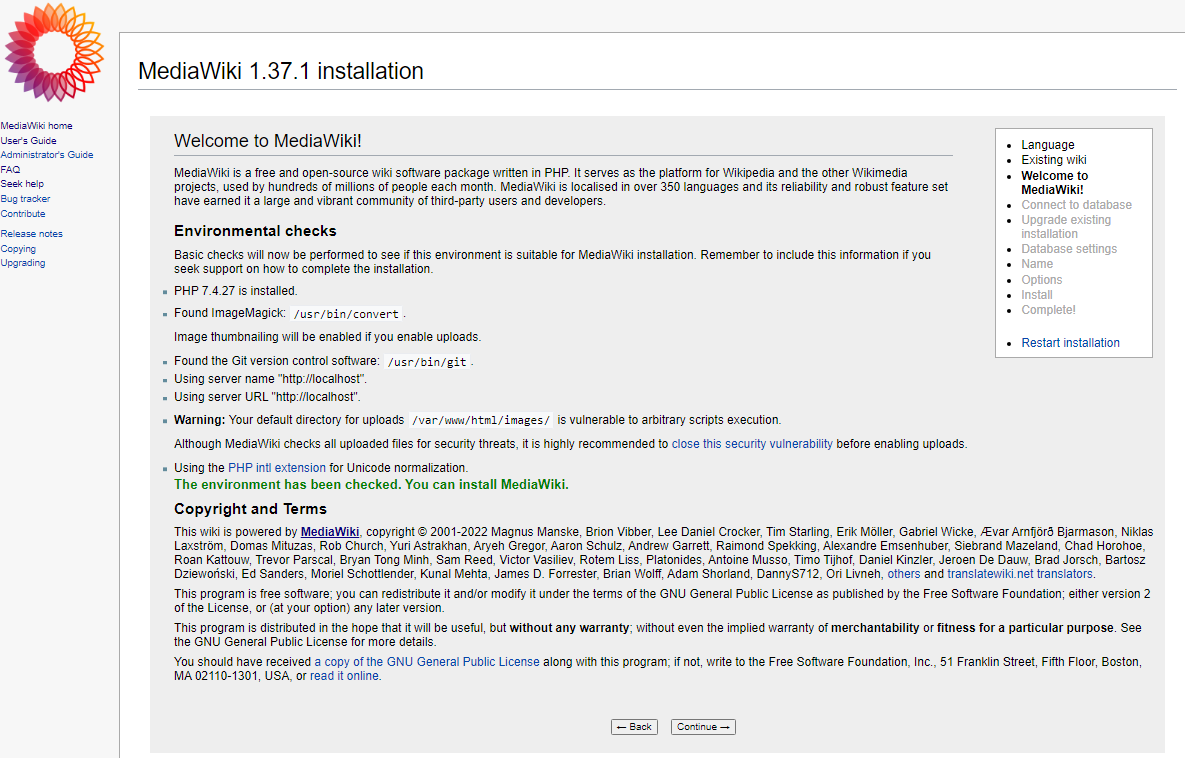 MediaWiki home
User's Guide
Administrator's Guide
FAQ
Seek help
Bug tracker
Contribute
Release notes
Copying
Upgrading
MediaWiki 1.37.1 installation
Welcome to MediaWiki!
MediaWiki is a free and open-source wiki software package written in PHP. It serves as the platform for Wikipedia and the other Wikimedia
projects, used by hundreds of millions of people each month. MediaWiki is localised in over 350 languages and its reliability and robust feature set
have earned it a large and vibrant community of third-party users and developers.
Environmental checks
Basic checks will now be performed to see if this environment is suitable for MediaWiki installation. Remember to include this information if you
seek support on how to complete the installation.
PHP 7.4.27 is installed.
Found ImageMagick: /usr/bin/convert.
Image thumbnailing will be enabled if you enable uploads.
Found the Git version control software: /usr/bin/git.
Using server name "http://localhost".
Using server URL "http://localhost".
Warning: Your default directory for uploads /var/www/html/images/ is vulnerable to arbitrary scripts execution.
Although MediaWiki checks all uploaded files for security threats, it is highly recommended to close this security vulnerability before enabling uploads.
Using the PHP intl extension for Unicode normalization.
The environment has been checked. You can install MediaWiki.
Copyright and Terms
This wiki is powered by MediaWiki, copyright © 2001-2022 Magnus Manske, Brion Vibber, Lee Daniel Crocker, Tim Starling, Erik Möller, Gabriel Wicke, Ævar Arnfjörð Bjarmason, Niklas
Laxström, Domas Mituzas, Rob Church, Yuri Astrakhan, Aryeh Gregor, Aaron Schulz, Andrew Garrett, Raimond Spekking, Alexandre Emsenhuber, Siebrand Mazeland, Chad Horohoe,
Roan Kattouw, Trevor Parscal, Bryan Tong Minh, Sam Reed, Victor Vasiliev, Rotem Liss, Platonides, Antoine Musso, Timo Tijhof, Daniel Kinzler, Jeroen De Dauw, Brad Jorsch, Bartosz
Dziewoński, Ed Sanders, Moriel Schottlender, Kunal Mehta, James D. Forrester, Brian Wolff, Adam Shorland, DannyS712, Ori Livneh, others and translatewiki.net translators.
This program is free software; you can redistribute it and/or modify it under the terms of the GNU General Public License as published by the Free Software Foundation; either version 2
of the License, or (at your option) any later version.
This program is distributed in the hope that it will be useful, but without any warranty; without even the implied warranty of merchantability or fitness for a particular purpose. See
the GNU General Public License for more details.
You should have received a copy of the GNU General Public License along with this program; if not, write to the Free Software Foundation, Inc., 51 Franklin Street, Fifth Floor, Boston,
MA 02110-1301, USA, or read it online.
← Back
Continue →
Language
Existing wiki
Welcome to
MediaWiki!
Connect to database
Upgrade existing
installation
Database settings
Name
Options
Install
Complete!
Restart installation